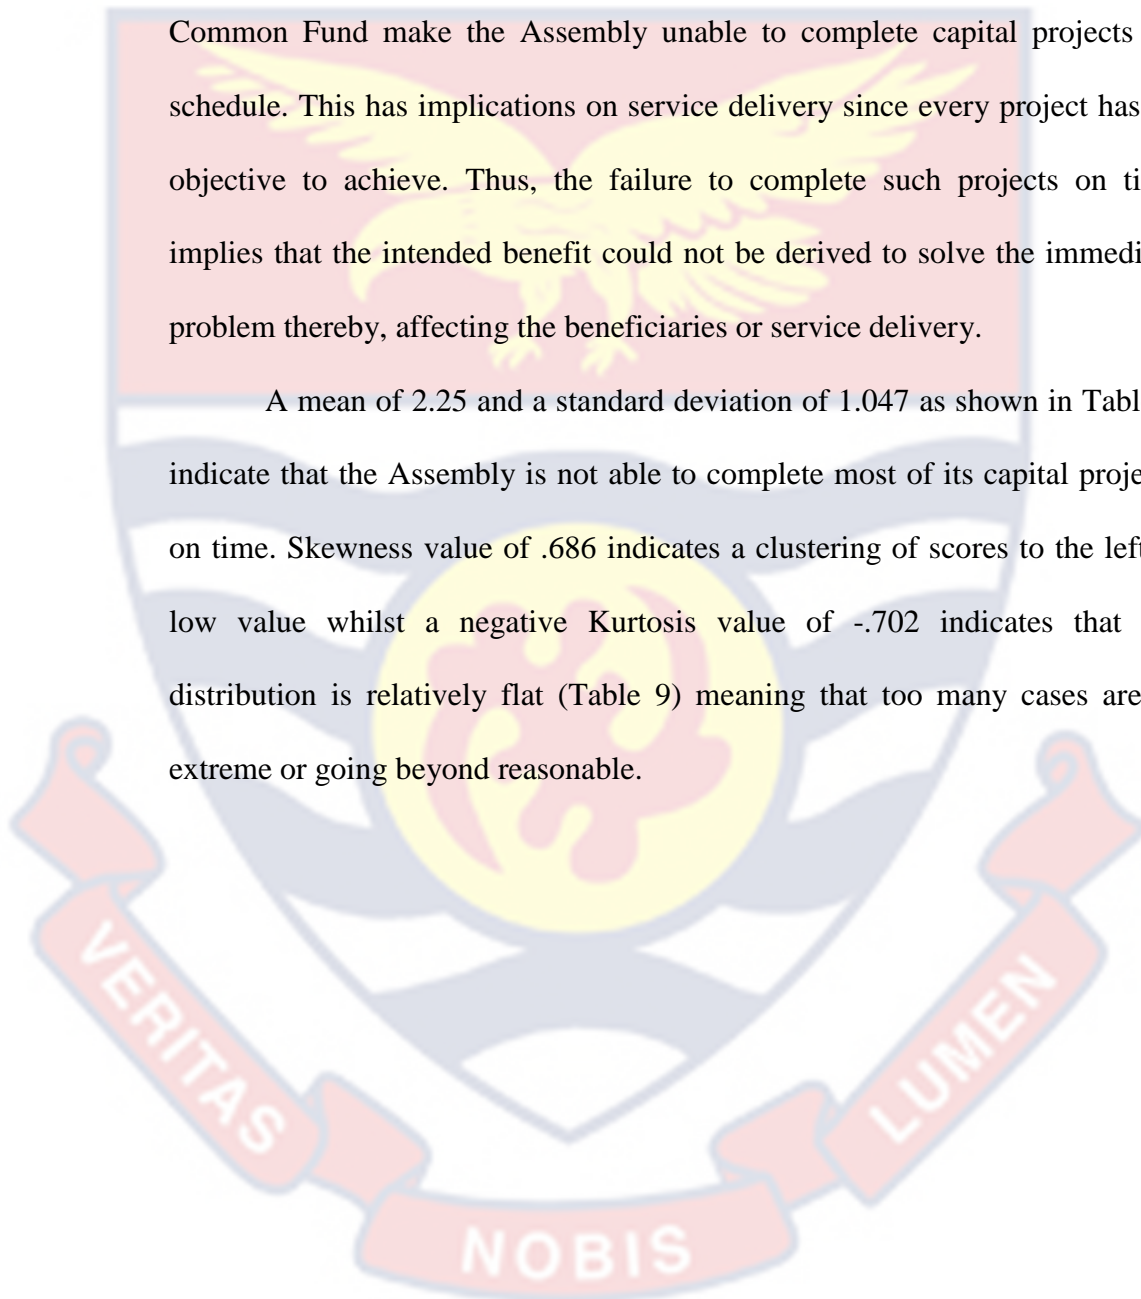 Common Fund make the Assembly unable to complete capital projects
schedule. This has implications on service delivery since every project has
objective to achieve. Thus, the failure to complete such projects on ti
implies that the intended benefit could not be derived to solve the immedi
problem thereby, affecting the beneficiaries or service delivery.
A mean of 2.25 and a standard deviation of 1.047 as shown in Tabl
indicate that the Assembly is not able to complete most of its capital proje
on time. Skewness value of .686 indicates a clustering of scores to the left
low value whilst a negative Kurtosis value of -.702 indicates that
distribution is relatively flat (Table 9) meaning that too many cases are
extreme or going beyond reasonable.
VERITAS
NOBIS
LUMEN